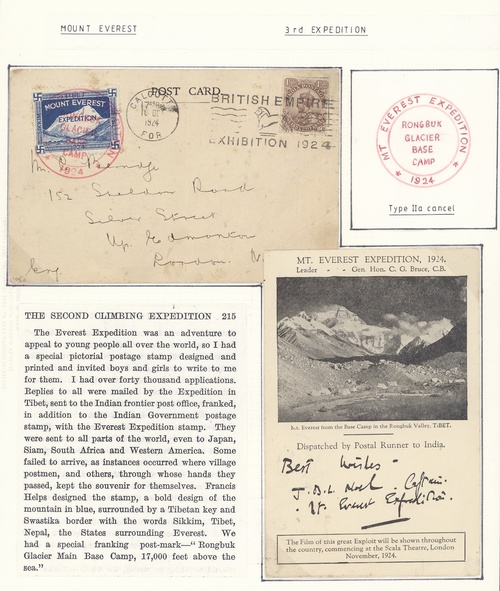 MOUNT EVEREST
3rd EXPEDITION
POST CARD
MOUNT EVEREST
EXPEDITION
GLACIER
CAMP
1924
CALCUTTA
1924
FOR
BRITISH EMPIRE
EXHIBITION 1924
152 Sheldon Road
Silver Street
Up. Edmonton
London.
Eng
MT EVEREST EXPEDITION
RONGBUK
GLACIER
BASE
CAMP
★ 1924 ★
Type IIa cancel
MT. EVEREST EXPEDITION, 1924.
Leader - - Gen Hon. C. G. Bruce, C.B.
Mt. Everest from the Base Camp in the Rongbuk Valley, TIBET.
Dispatched by Postal Runner to India.
Best Wishes -
J.B.L. Noel. Captain.
Mt. Everest Expedition.
The Film of this great Exploit will be shown throughout
the country, commencing at the Scala Theatre, London
November, 1924.
THE SECOND CLIMBING EXPEDITION 215
The Everest Expedition was an adventure to
appeal to young people all over the world, so I had
a special pictorial postage stamp designed and
printed and invited boys and girls to write to me
for them. I had over forty thousand applications.
Replies to all were mailed by the Expedition in
Tibet, sent to the Indian frontier post office, franked,
in addition to the Indian Government postage
stamp, with the Everest Expedition stamp. They
were sent to all parts of the world, even to Japan,
Siam, South Africa and Western America. Some
failed to arrive, as instances occurred where village
postmen, and others, through whose hands they
passed, kept the souvenir for themselves. Francis
Helps designed the stamp, a bold design of the
mountain in blue, surrounded by a Tibetan key and
Swastika border with the words Sikkim, Tibet,
Nepal, the States surrounding Everest. We
had a special franking post-mark—“ Rongbuk
Glacier Main Base Camp, 17,000 feet above the
sea.”